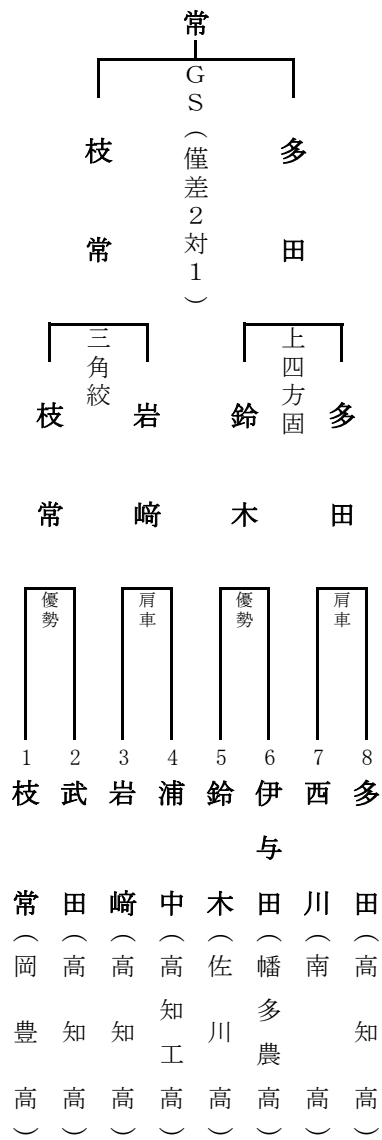 常
GS（僅差2対1）
枝常
多田
三角絞
上四方固
枝常
岩﨑
鈴木
多田
優勢
肩車
優勢
肩車
1 2 3 4 5 6 7 8
枝常（岡豊高）
武田（高知高）
岩﨑（高知高）
浦中（高知工高）
鈴木（佐川高）
伊与田（幡多農高）
西川（南高）
多田（高知高）